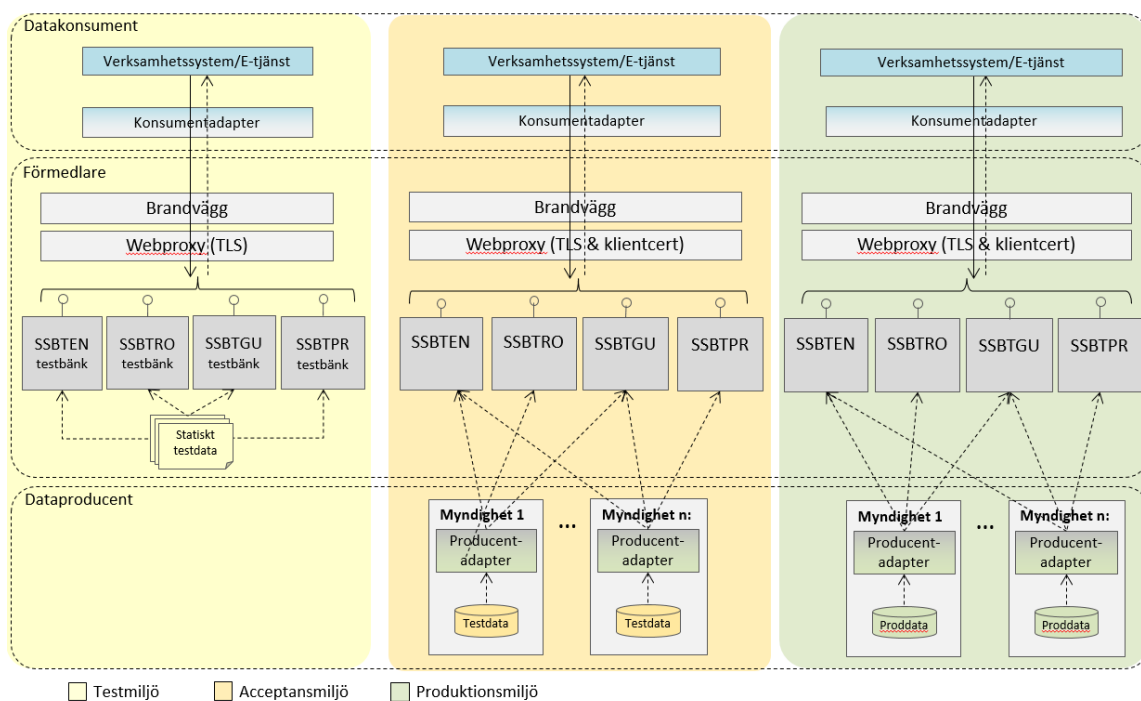 Datakonsument
Verksamhetssystem/E-tjänst
Verksamhetssystem/E-tjänst
Verksamhetssystem/E-tjänst
Konsumentadapter
Konsumentadapter
Konsumentadapter
Förmedlare
Brandvägg
Brandvägg
Brandvägg
Webproxy (TLS)
Webproxy (TLS & klientcert)
Webproxy (TLS & klientcert)
SSBTEN
testbänk
SSBTRO
testbänk
SSBTGU
testbänk
SSBTPR
testbänk
SSBTEN
SSBTRO
SSBTGU
SSBTPR
SSBTEN
SSBTRO
SSBTGU
SSBTPR
Statiskt
testdata
Dataproducent
Myndighet 1
Producent-
adapter
Testdata
...
Myndighet n:
Producent-
adapter
Testdata
Myndighet 1
Producent-
adapter
Proddata
...
Myndighet n:
Producent-
adapter
Proddata
Testmiljö
Acceptansmiljö
Produktionsmiljö